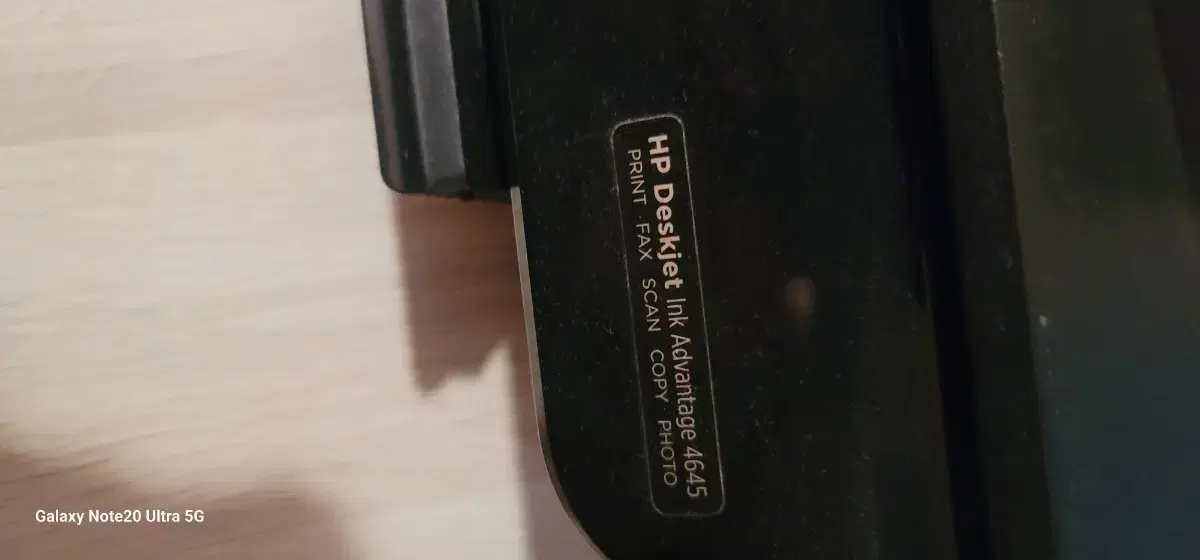 HP Deskjet Ink Advantage 4645
PRINT FAX SCAN COPY PHOTO
Galaxy Note20 Ultra 5G